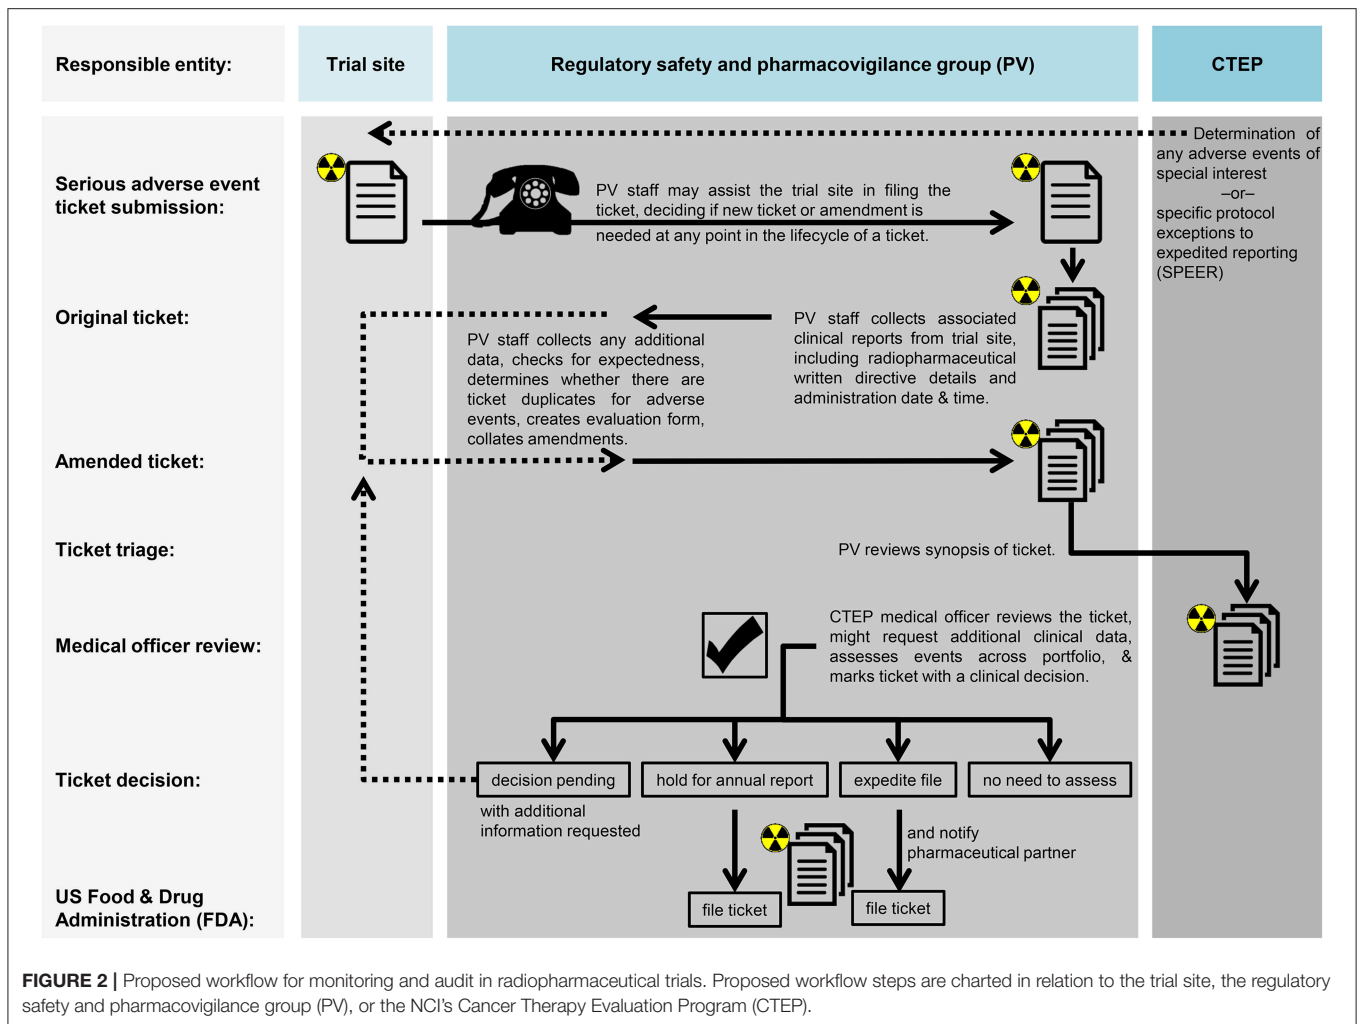 Responsible entity:
Trial site
Regulatory safety and pharmacovigilance group (PV)
CTEP
Serious adverse event
ticket submission:
PV staff may assist the trial site in filing the
ticket, deciding if new ticket or amendment is
needed at any point in the lifecycle of a ticket.
Determination of
any adverse events of
special interest
–or–
specific protocol
exceptions to
expedited reporting
(SPEER)
Original ticket:
PV staff collects any additional
data, checks for expectedness,
determines whether there are
ticket duplicates for adverse
events, creates evaluation form,
collates amendments.
PV staff collects associated
clinical reports from trial site,
including radiopharmaceutical
written directive details and
administration date & time.
Amended ticket:
Ticket triage:
PV reviews synopsis of ticket.
Medical officer review:
CTEP medical officer reviews the ticket,
might request additional clinical data,
assesses events across portfolio, &
marks ticket with a clinical decision.
Ticket decision:
decision pending
hold for annual report
expedite file
no need to assess
with additional
information requested
and notify
pharmaceutical partner
US Food & Drug
Administration (FDA):
file ticket
file ticket
FIGURE 2 | Proposed workflow for monitoring and audit in radiopharmaceutical trials. Proposed workflow steps are charted in relation to the trial site, the regulatory
safety and pharmacovigilance group (PV), or the NCI's Cancer Therapy Evaluation Program (CTEP).